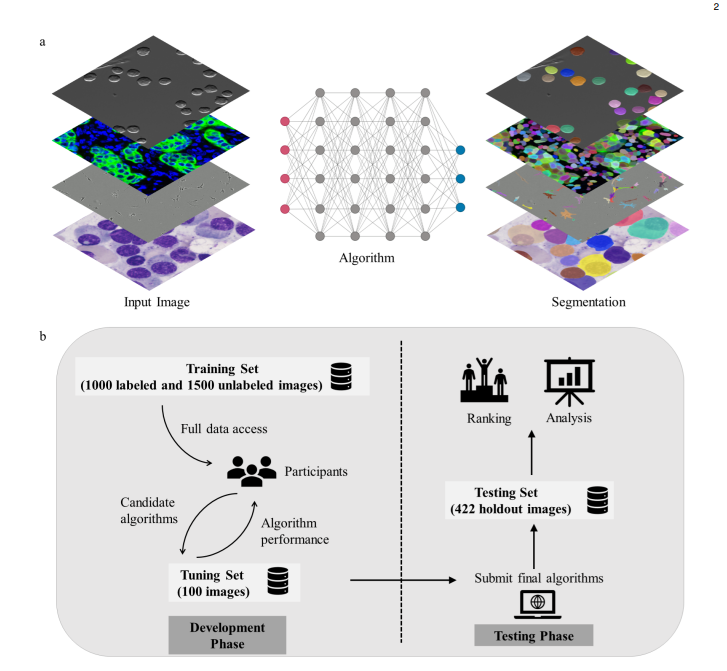 2
a
Algorithm
Input Image
Segmentation
b
Training Set
(1000 labeled and 1500 unlabeled images)
Full data access
Participants
Candidate
algorithms
Algorithm
performance
Tuning Set
(100 images)
Development
Phase
Ranking
Analysis
Testing Set
(422 holdout images)
Submit final algorithms
Testing Phase